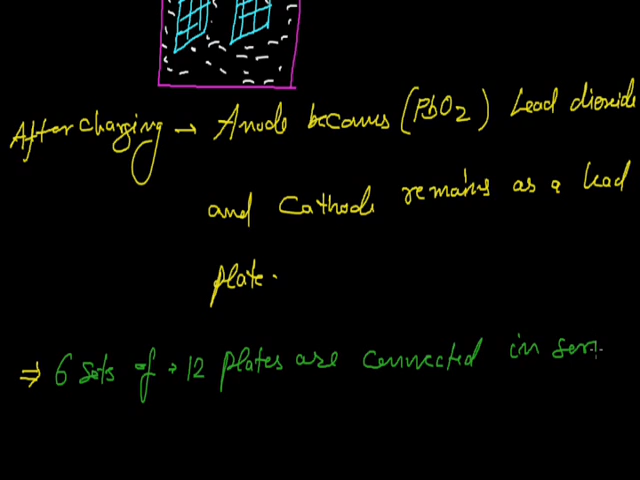 After charging → Anode becomes (PbO2) Lead dioxide
and Cathode remains as a lead
plate.
⇒ 6 sets of 12 plates are connected in seri